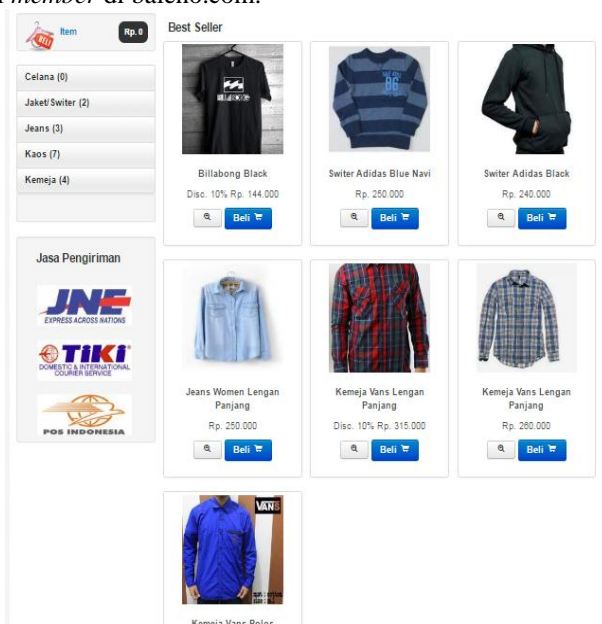 member di baleno.com.
Item
Rp. 0
BELI
Celana (0)
Jaket/Switer (2)
Jeans (3)
Kaos (7)
Kemeja (4)
Jasa Pengiriman
JNE
EXPRESS ACROSS NATIONS
TIKI
DOMESTIC & INTERNATIONAL
COURIER SERVICE
POS INDONESIA
Best Seller
BILLABONG
86
Billabong Black
Disc. 10% Rp. 144.000
Beli
Switer Adidas Blue Navi
Rp. 250.000
Beli
Switer Adidas Black
Rp. 240.000
Beli
Jeans Women Lengan
Panjang
Rp. 250.000
Beli
Kemeja Vans Lengan
Panjang
Disc. 10% Rp. 315.000
Beli
Kemeja Vans Lengan
Panjang
Rp. 260.000
Beli
VANS
Kemeja Vans Polos